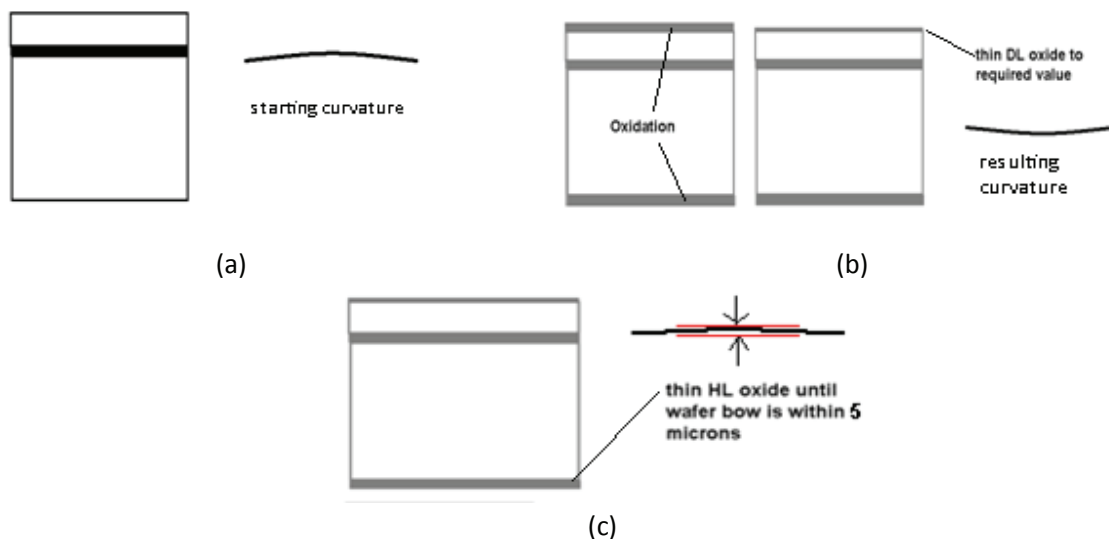 starting curvature
Oxidation
thin DL oxide to
required value
resulting
curvature
(a)
(b)
thin HL oxide until
wafer bow is within 5
microns
(c)